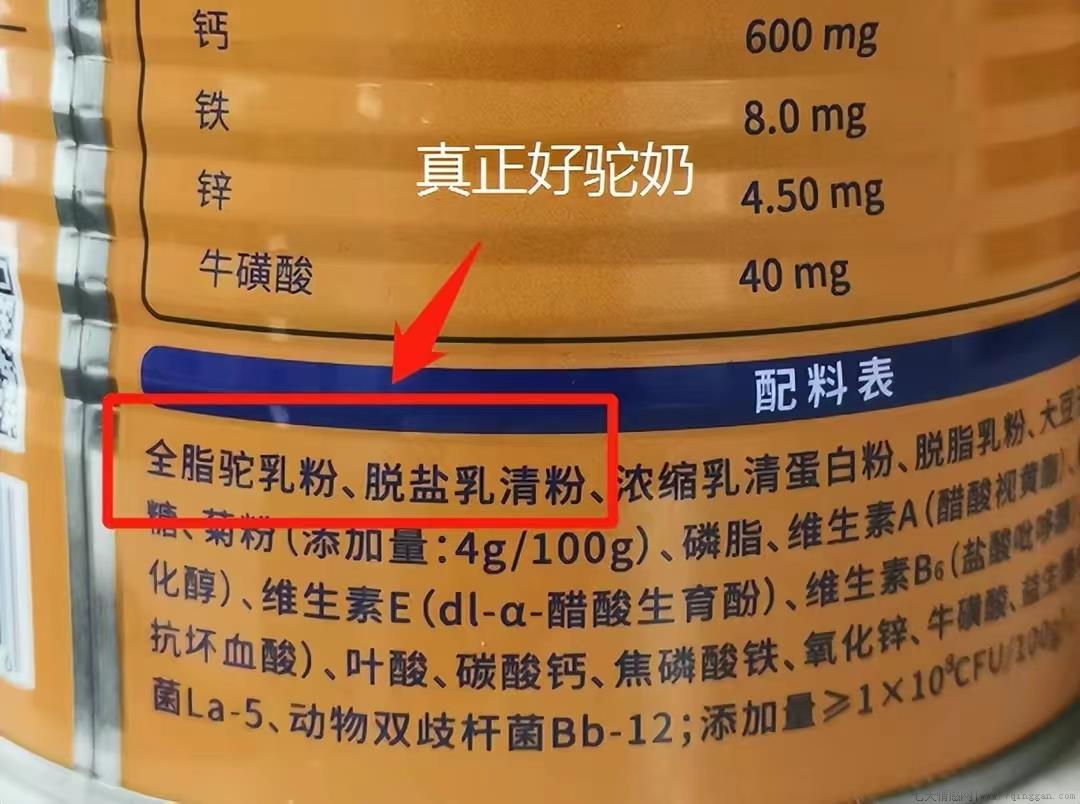 钙 600 mg
铁 8.0 mg
真正好驼奶
锌 4.50 mg
牛磺酸 40 mg
配料表
全脂驼乳粉、脱盐乳清粉、浓缩乳清蛋白粉、脱脂乳粉、大豆
糖、菊粉(添加量:4g/100g)、磷脂、维生素A(醋酸视黄酯)、
化醇)、维生素E(dl-α-醋酸生育酚)、维生素B₆(盐酸吡哆醇)
抗坏血酸)、叶酸、碳酸钙、焦磷酸铁、氧化锌、牛磺酸、益生菌
菌La-5、动物双歧杆菌Bb-12;添加量≥1×10⁸CFU/100g)